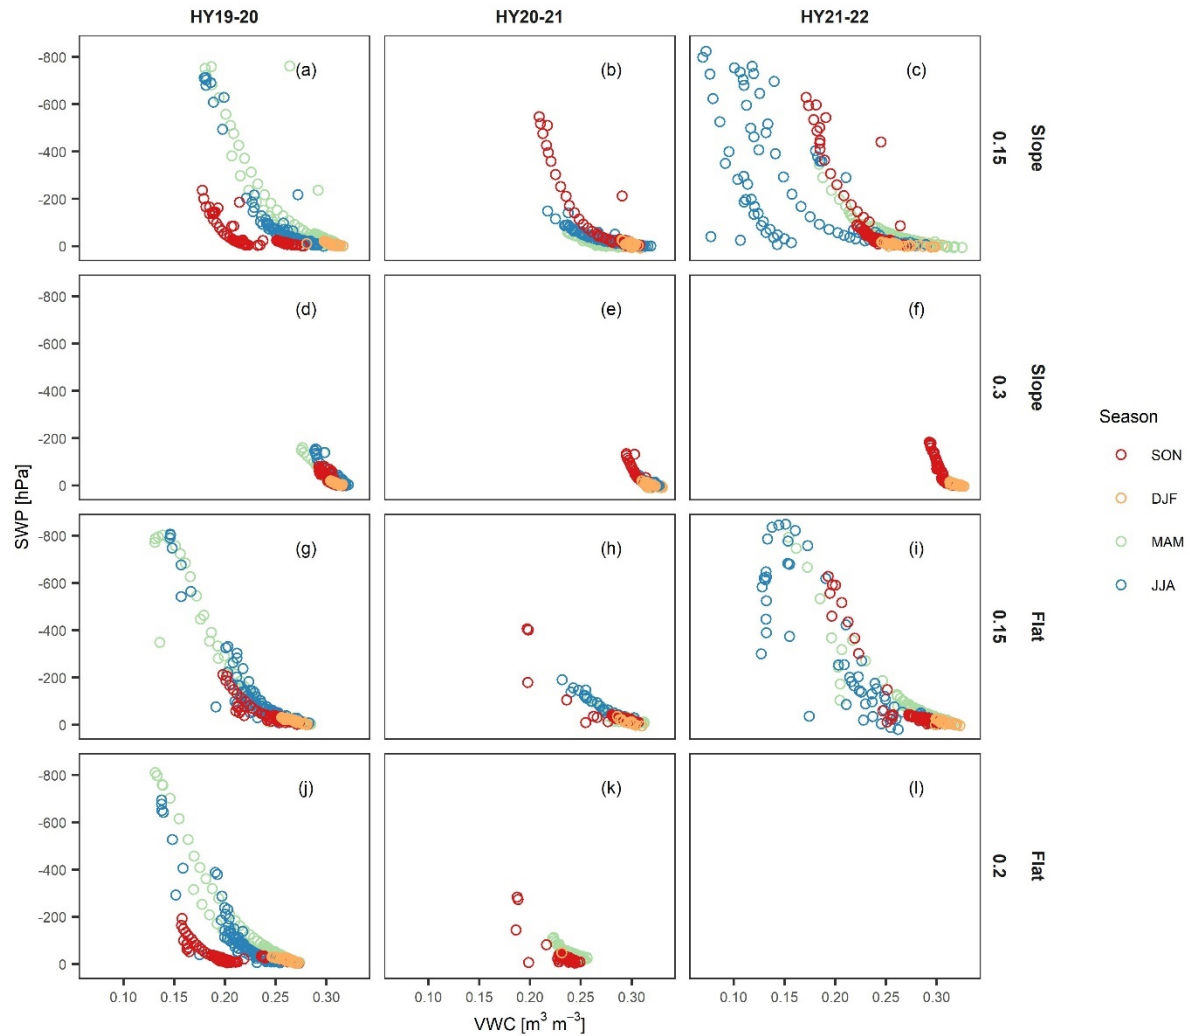 HY19-20 HY20-21 HY21-22
-800
-600
-400
-200
0
(a)
(b)
(c)
Slope
0.15
-800
-600
-400
-200
0
(d)
(e)
(f)
Slope
0.3
-800
-600
-400
-200
0
(g)
(h)
(i)
Flat
0.15
-800
-600
-400
-200
0
(j)
(k)
(l)
Flat
0.2
SWP [hPa]
0.10 0.15 0.20 0.25 0.30 0.10 0.15 0.20 0.25 0.30 0.10 0.15 0.20 0.25 0.30
VWC [m³ m⁻³]
Season
SON
DJF
MAM
JJA